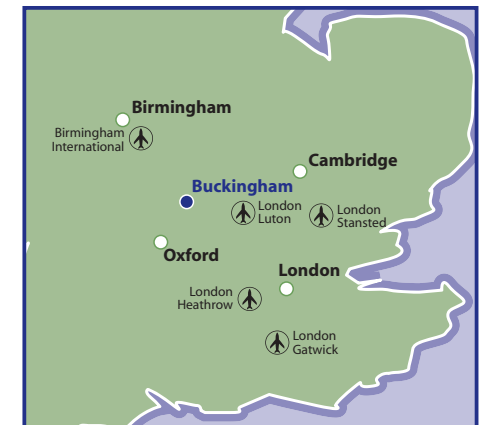 Birmingham
Birmingham
International
Cambridge
Buckingham
London
Luton
London
Stansted
Oxford
London
London
Heathrow
London
Gatwick